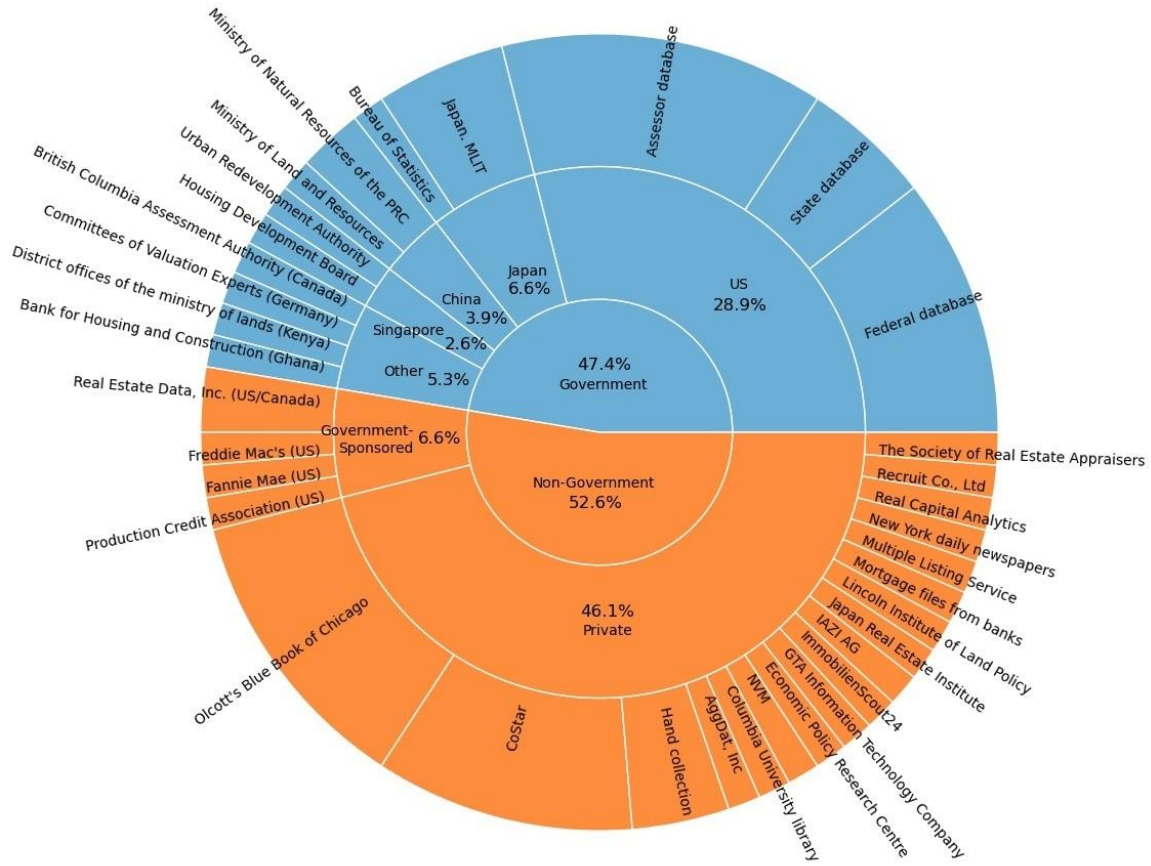 47.4%
Government
Non-Government
52.6%
US
28.9%
Japan
6.6%
China
3.9%
Singapore
2.6%
Other
5.3%
Government-
Sponsored
6.6%
46.1%
Private
Federal database
State database
Assessor database
Japan. MLIT
Bureau of Statistics
Ministry of Natural Resources of the PRC
Ministry of Land and Resources
Urban Redevelopment Authority
Housing Development Board
British Columbia Assessment Authority (Canada)
Committees of Valuation Experts (Germany)
District offices of the ministry of lands (Kenya)
Bank for Housing and Construction (Ghana)
Real Estate Data, Inc. (US/Canada)
Freddie Mac's (US)
Fannie Mae (US)
Production Credit Association (US)
Olcott's Blue Book of Chicago
CoStar
Hand collection
AggDat, Inc
Columbia University library
NVM
Economic Policy Research Centre
GTA Information Technology Company
ImmobilienScout24
IAZI AG
Japan Real Estate Institute
Lincoln Institute of Land Policy
Mortgage files from banks
Multiple Listing Service
New York daily newspapers
Real Capital Analytics
Recruit Co., Ltd
The Society of Real Estate Appraisers